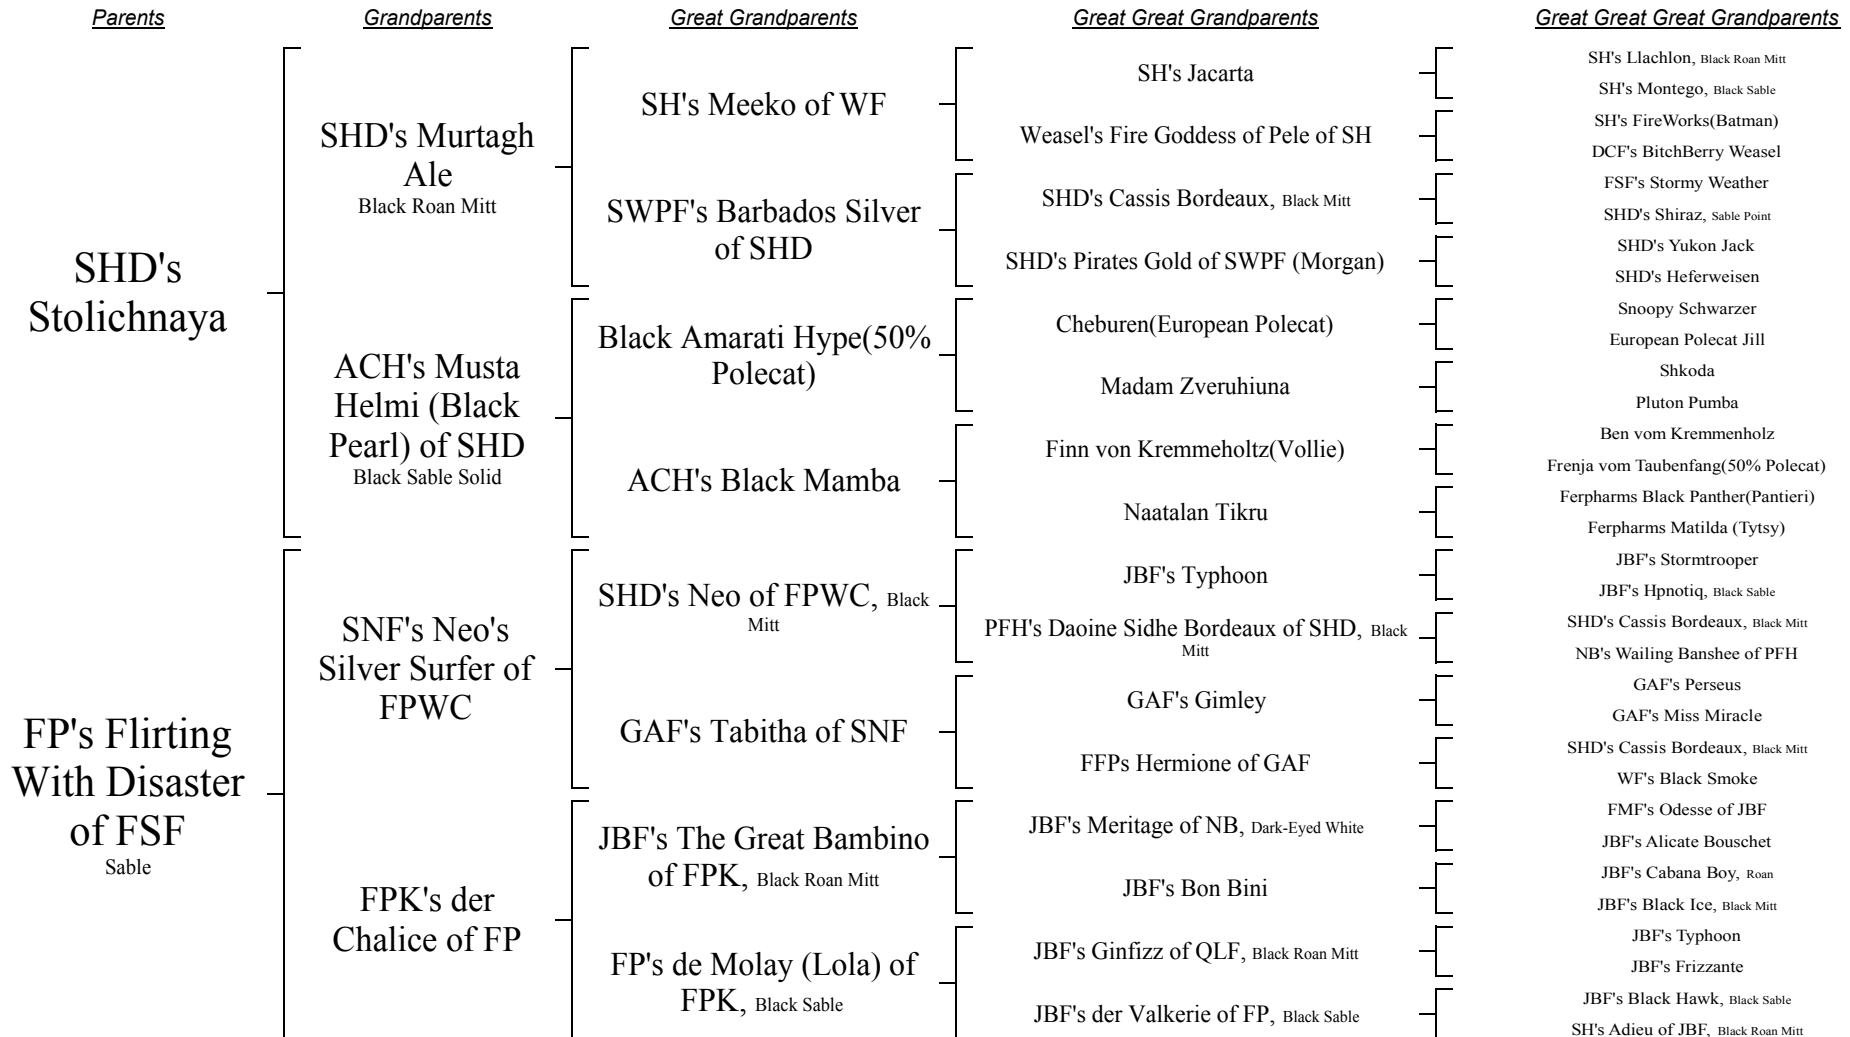 Parents
Grandparents
Great Grandparents
Great Great Grandparents
Great Great Great Grandparents
SHD's
Stolichnaya
FP's Flirting
With Disaster
of FSF
Sable
SHD's Murtagh
Ale
Black Roan Mitt
ACH's Musta
Helmi (Black
Pearl) of SHD
Black Sable Solid
SNF's Neo's
Silver Surfer of
FPWC
FPK's der
Chalice of FP
SH's Meeko of WF
SWPF's Barbados Silver
of SHD
Black Amarati Hype(50%
Polecat)
ACH's Black Mamba
SHD's Neo of FPWC, Black
Mitt
GAF's Tabitha of SNF
JBF's The Great Bambino
of FPK, Black Roan Mitt
FP's de Molay (Lola) of
FPK, Black Sable
SH's Jacarta
Weasel's Fire Goddess of Pele of SH
SHD's Cassis Bordeaux, Black Mitt
SHD's Pirates Gold of SWPF (Morgan)
Cheburen(European Polecat)
Madam Zveruhiuna
Finn von Kremmeholtz(Vollie)
Naatalan Tikru
JBF's Typhoon
PFH's Daoine Sidhe Bordeaux of SHD, Black
Mitt
GAF's Gimley
FFPs Hermione of GAF
JBF's Meritage of NB, Dark-Eyed White
JBF's Bon Bini
JBF's Ginfizz of QLF, Black Roan Mitt
JBF's der Valkerie of FP, Black Sable
SH's Llachlon, Black Roan Mitt
SH's Montego, Black Sable
SH's FireWorks(Batman)
DCF's BitchBerry Weasel
FSF's Stormy Weather
SHD's Shiraz, Sable Point
SHD's Yukon Jack
SHD's Heferweisen
Snoopy Schwarzer
European Polecat Jill
Shkoda
Pluton Pumba
Ben vom Kremmenholz
Frenja vom Taubenfang(50% Polecat)
Ferpharms Black Panther(Pantieri)
Ferpharms Matilda (Tytsy)
JBF's Stormtrooper
JBF's Hpnotiq, Black Sable
SHD's Cassis Bordeaux, Black Mitt
NB's Wailing Banshee of PFH
GAF's Perseus
GAF's Miss Miracle
SHD's Cassis Bordeaux, Black Mitt
WF's Black Smoke
FMF's Odesse of JBF
JBF's Alicate Bouschet
JBF's Cabana Boy, Roan
JBF's Black Ice, Black Mitt
JBF's Typhoon
JBF's Frizzante
JBF's Black Hawk, Black Sable
SH's Adieu of JBF, Black Roan Mitt